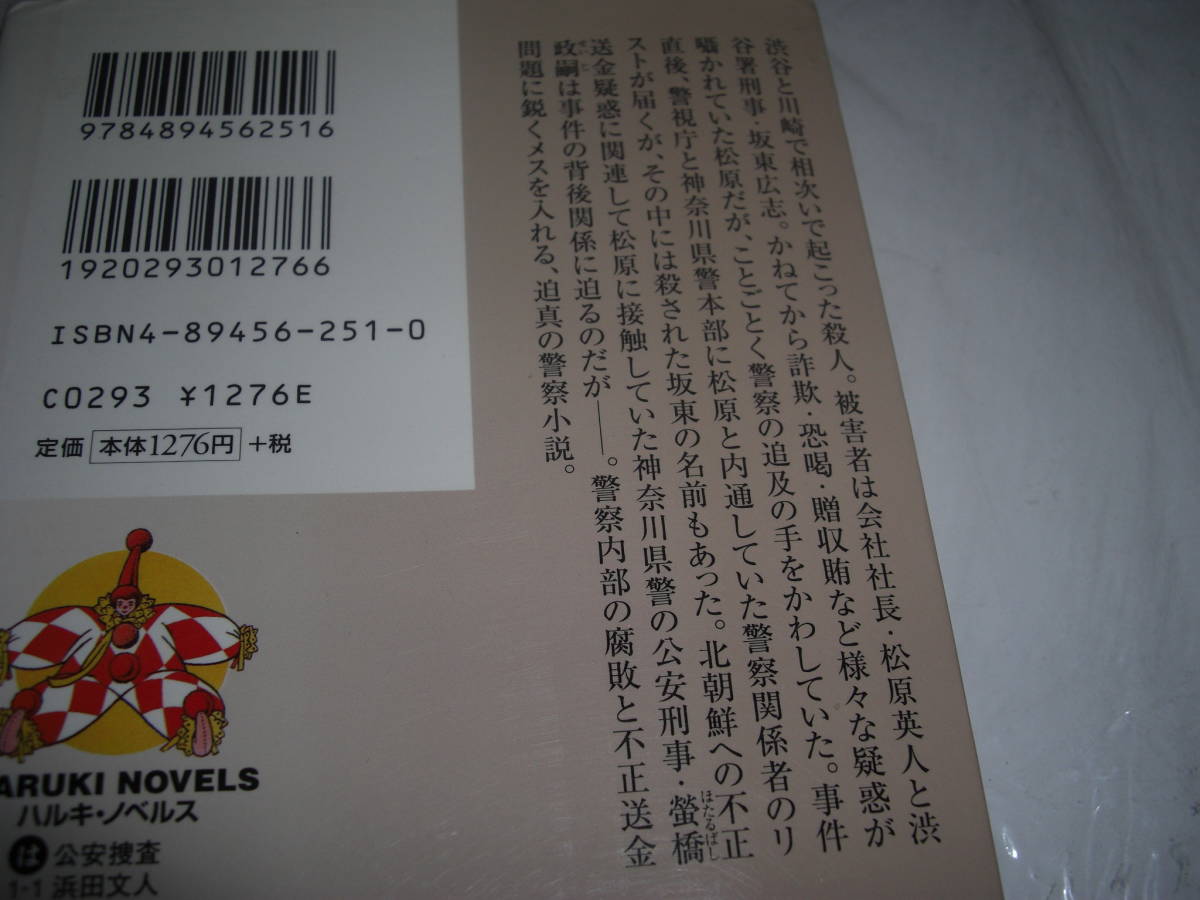 9784894562516
1920293012766
ISBN4-89456-251-0
C0293 ¥1276E
定価 本体1276円 +税
渋谷と川崎で相次いで起こった殺人。被害者は会社社長・松原英人と渋
谷署刑事・坂東広志。かねてから詐欺・恐喝・贈収賄など様々な疑惑が
囁かれていた松原だが、ことごとく警察の追及の手をかわしていた。事件
直後、警視庁と神奈川県警本部に松原と内通していた警察関係者のリ
ストが届くが、その中には殺された坂東の名前もあった。北朝鮮への不正
送金疑惑に関連して松原に接触していた神奈川県警の公安刑事・螢橋
ほたるばし
政嗣は事件の背後関係に迫るのだが――。警察内部の腐敗と不正送金
問題に鋭くメスを入れる、迫真の警察小説。
ARUKI NOVELS
ハルキ・ノベルス
は 公安捜査
1-1 浜田文人